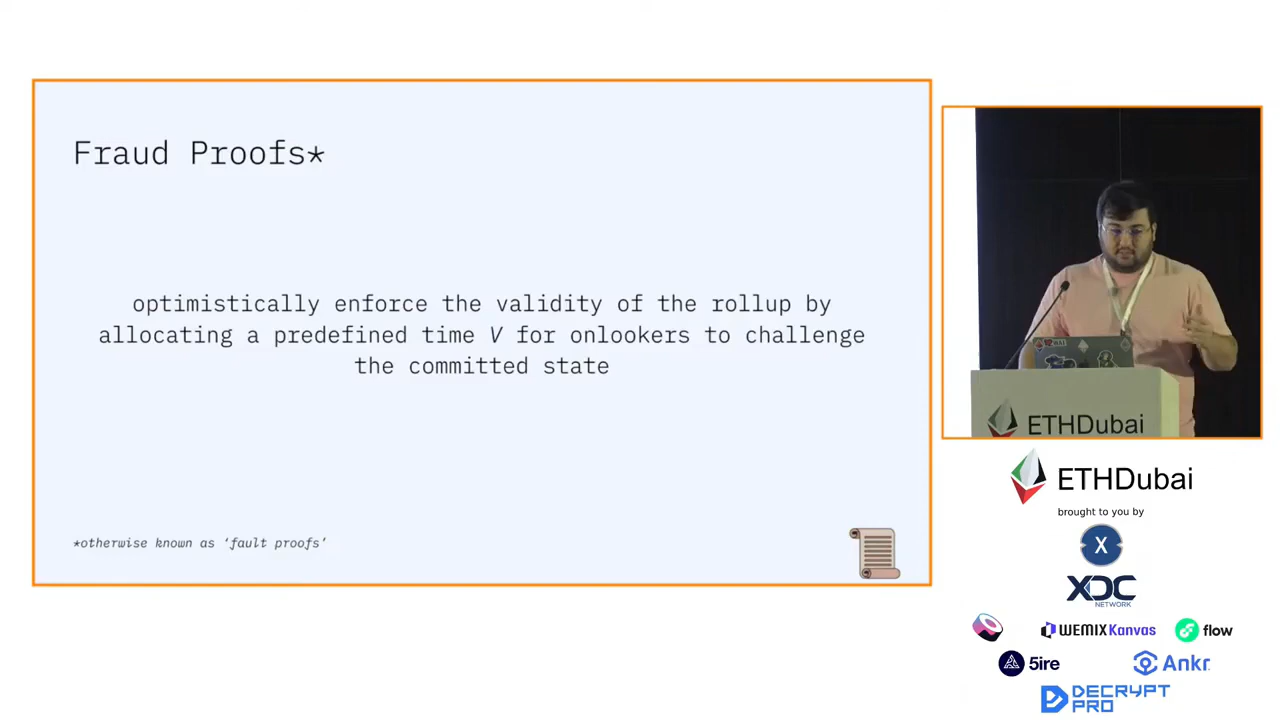 Fraud Proofs*
optimistically enforce the validity of the rollup by
allocating a predefined time V for onlookers to challenge
the committed state
*otherwise known as ‘fault proofs’
ETHDubai
ETHDubai
brought to you by
X
XDC
NETWORK
WEMIX Kanvas
flow
5ire
Ankr
DECRYPT
PRO